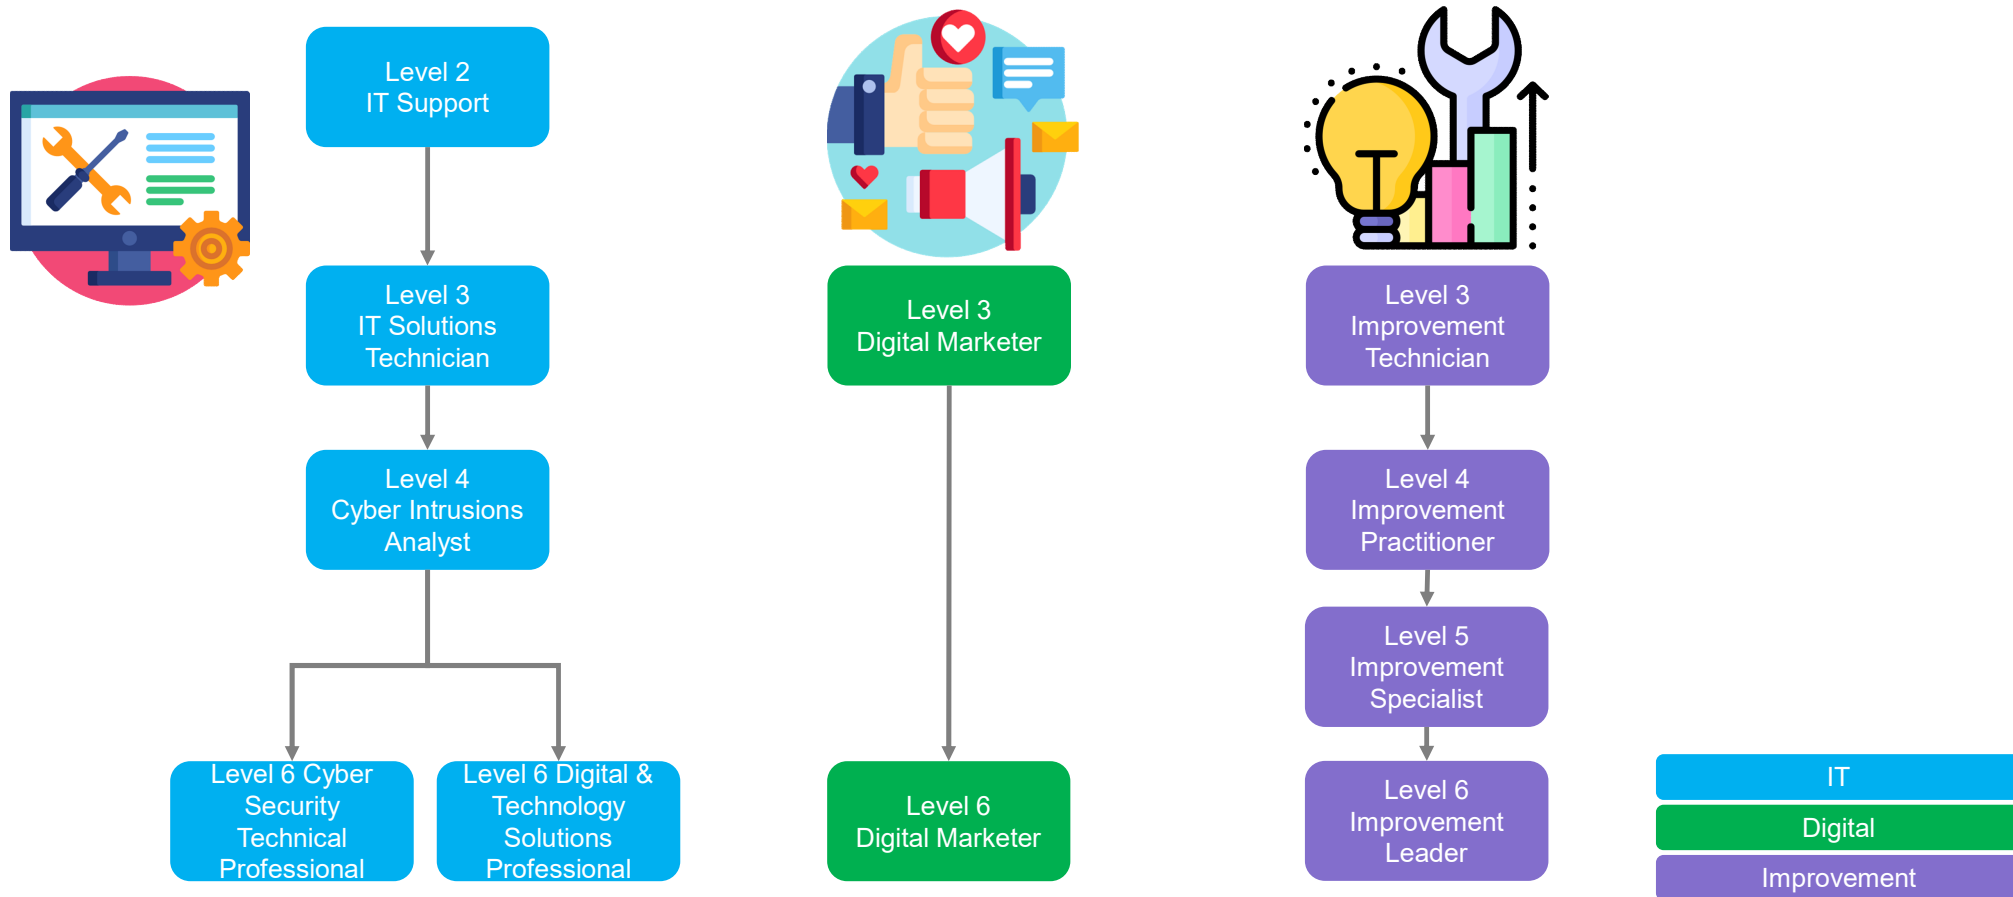 Level 2
IT Support
Level 3
IT Solutions
Technician
Level 4
Cyber Intrusions
Analyst
Level 6 Cyber
Security
Technical
Professional
Level 6 Digital &
Technology
Solutions
Professional
Level 3
Digital Marketer
Level 6
Digital Marketer
Level 3
Improvement
Technician
Level 4
Improvement
Practitioner
Level 5
Improvement
Specialist
Level 6
Improvement
Leader
IT
Digital
Improvement